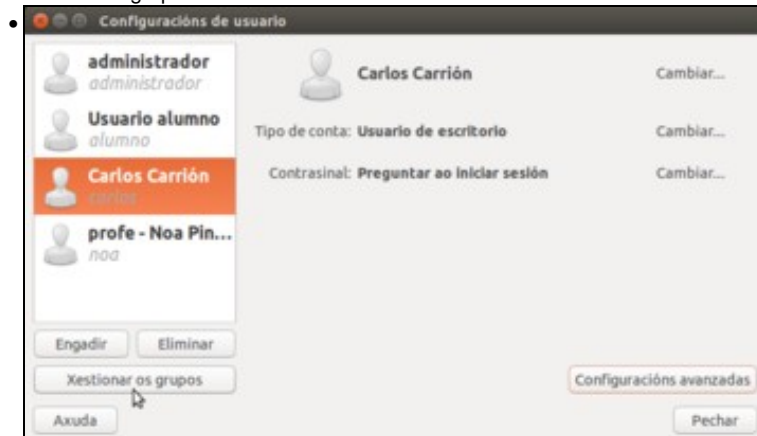 Configuracións de usuario
administrador
administrador
Usuario alumno
alumno
Carlos Carrión
carlos
profe - Noa Pin...
noa
Engadir
Eliminar
Xestionar os grupos
Axuda
Carlos Carrión
Cambiar...
Tipo de conta: Usuario de escritorio
Cambiar...
Contrasinal: Preguntar ao iniciar sesión
Cambiar...
Configuracións avanzadas
Pechar